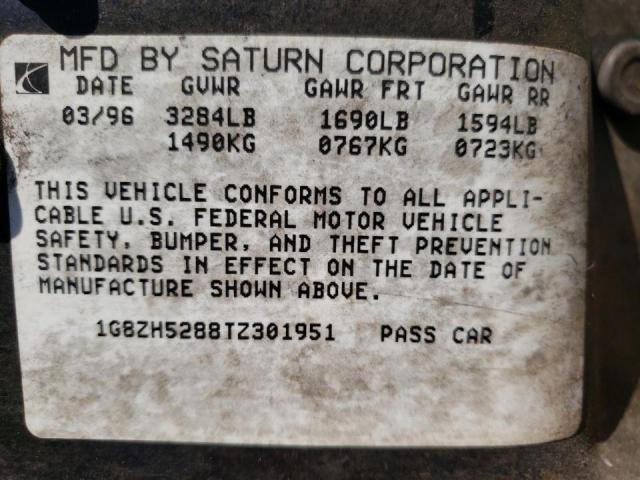 MFD BY SATURN CORPORATION
DATE GVWR GAWR FRT GAWR RR
03/96 3284LB 1690LB 1594LB
1490KG 0767KG 0723KG
THIS VEHICLE CONFORMS TO ALL APPLI-
CABLE U.S. FEDERAL MOTOR VEHICLE
SAFETY, BUMPER, AND THEFT PREVENTION
STANDARDS IN EFFECT ON THE DATE OF
MANUFACTURE SHOWN ABOVE.
1G8ZH5288TZ301951 PASS CAR